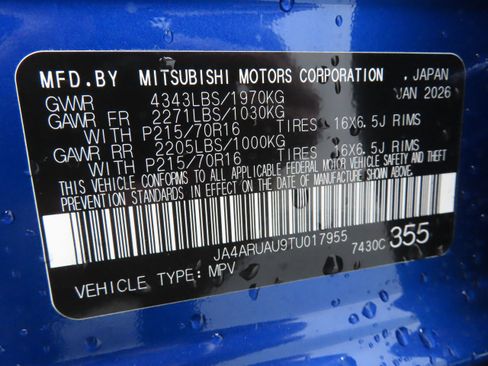 MFD.BY MITSUBISHI MOTORS CORPORATION , JAPAN
GVWR 4343LBS/1970KG JAN 2026
GAWR FR 2271LBS/1030KG
WITH P215/70R16 TIRES 16X6.5J RIMS
GAWR RR 2205LBS/1000KG
WITH P215/70R16 TIRES 16X6.5J RIMS
THIS VEHICLE CONFORMS TO ALL APPLICABLE FEDERAL MOTOR VEHICLE SAFETY AND THEFT
PREVENTION STANDARDS IN EFFECT ON THE DATE OF MANUFACTURE SHOWN ABOVE.
JA4ARUAU9TU017955 7430C 355
VEHICLE TYPE: MPV